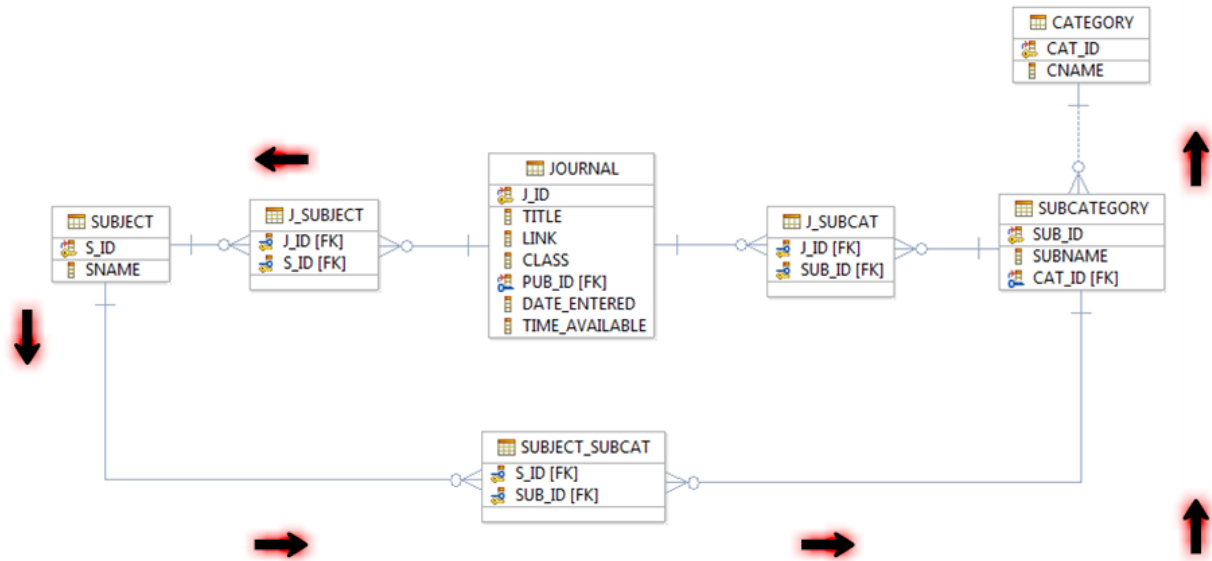 CATEGORY
CAT_ID
CNAME
JOURNAL
J_ID
TITLE
LINK
CLASS
PUB_ID [FK]
DATE_ENTERED
TIME_AVAILABLE
SUBJECT
S_ID
SNAME
J_SUBJECT
J_ID [FK]
S_ID [FK]
J_SUBCAT
J_ID [FK]
SUB_ID [FK]
SUBCATEGORY
SUB_ID
SUBNAME
CAT_ID [FK]
SUBJECT_SUBCAT
S_ID [FK]
SUB_ID [FK]